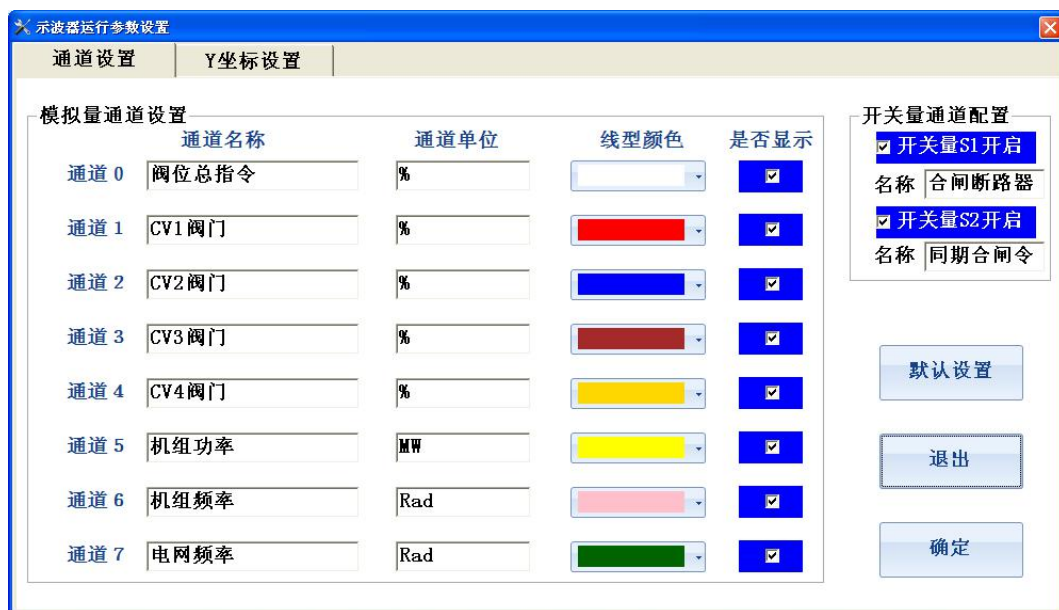 示波器运行参数设置
通道设置 Y坐标设置
模拟量通道设置
通道名称 通道单位 线型颜色 是否显示
通道 0 阀位总指令 %
通道 1 CV1阀门 %
通道 2 CV2阀门 %
通道 3 CV3阀门 %
通道 4 CV4阀门 %
通道 5 机组功率 MW
通道 6 机组频率 Rad
通道 7 电网频率 Rad
开关量通道配置
开关量S1开启
名称 合闸断路器
开关量S2开启
名称 同期合闸令
默认设置
退出
确定